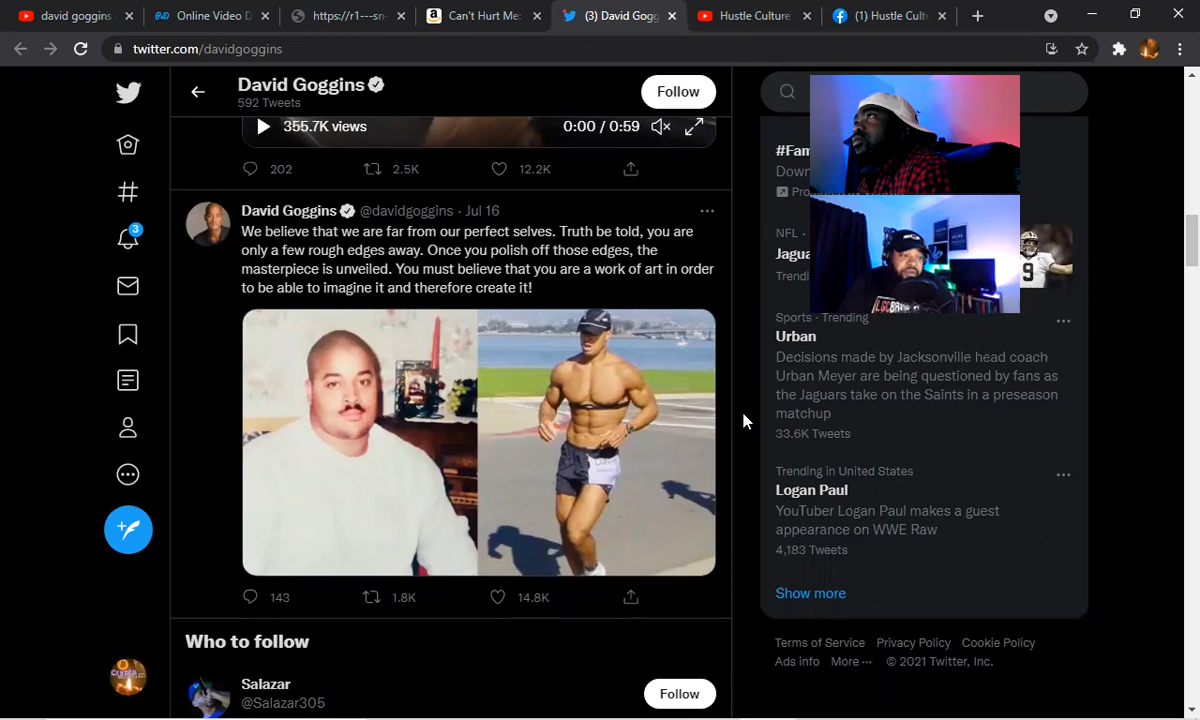 david goggins
Online Video D
https://r1---sn-
Can't Hurt Me:
(3) David Gogg
Hustle Culture
(1) Hustle Cult
twitter.com/davidgoggins
David Goggins
592 Tweets
Follow
355.7K views
0:00 / 0:59
202
2.5K
12.2K
David Goggins @davidgoggins · Jul 16
We believe that we are far from our perfect selves. Truth be told, you are
only a few rough edges away. Once you polish off those edges, the
masterpiece is unveiled. You must believe that you are a work of art in order
to be able to imagine it and therefore create it!
143
1.8K
14.8K
Who to follow
Salazar
@Salazar305
Follow
3
#Fam
Down
Promo
NFL ·
Jagua
Trendi
9
Sports · Trending
Urban
Decisions made by Jacksonville head coach
Urban Meyer are being questioned by fans as
the Jaguars take on the Saints in a preseason
matchup
33.6K Tweets
Trending in United States
Logan Paul
YouTuber Logan Paul makes a guest
appearance on WWE Raw
4,183 Tweets
Show more
Terms of Service Privacy Policy Cookie Policy
Ads info More ··· © 2021 Twitter, Inc.